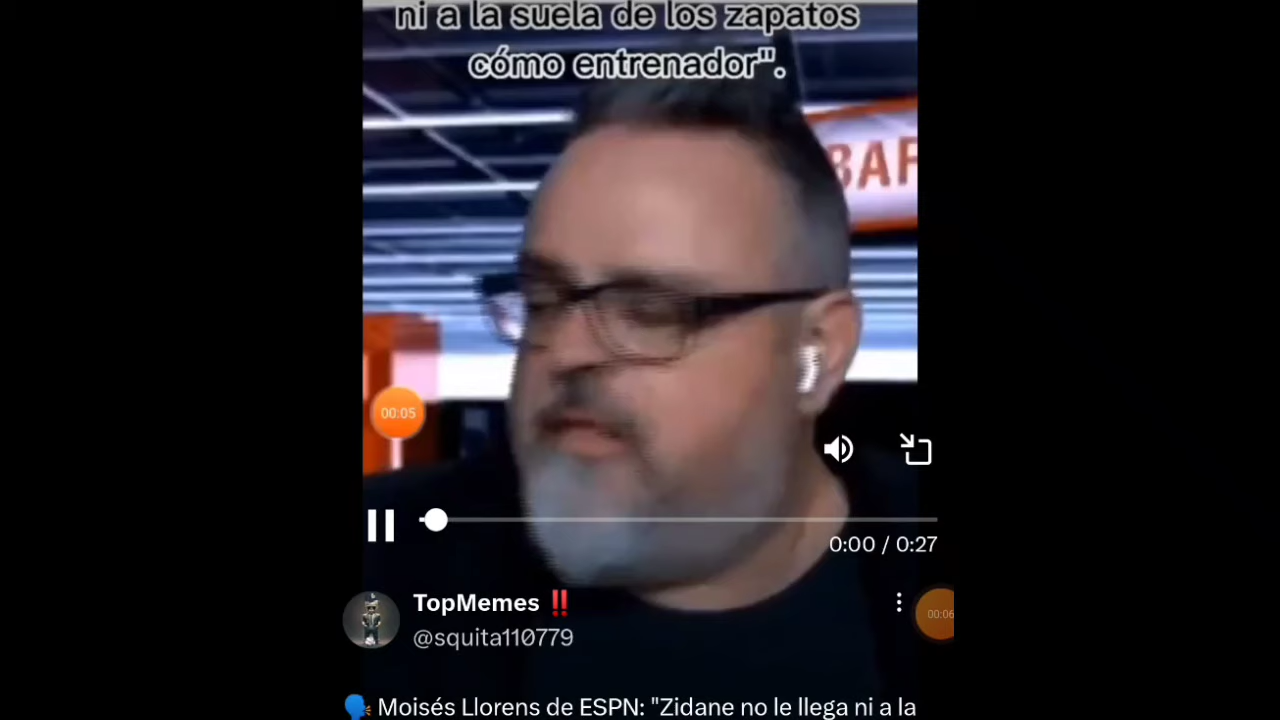 ni a la suela de los zapatos
cómo entrenador".
BAR
00:05
0:00 / 0:27
TopMemes ‼️
@squita110779
00:06
🗣️ Moisés Llorens de ESPN: "Zidane no le llega ni a la